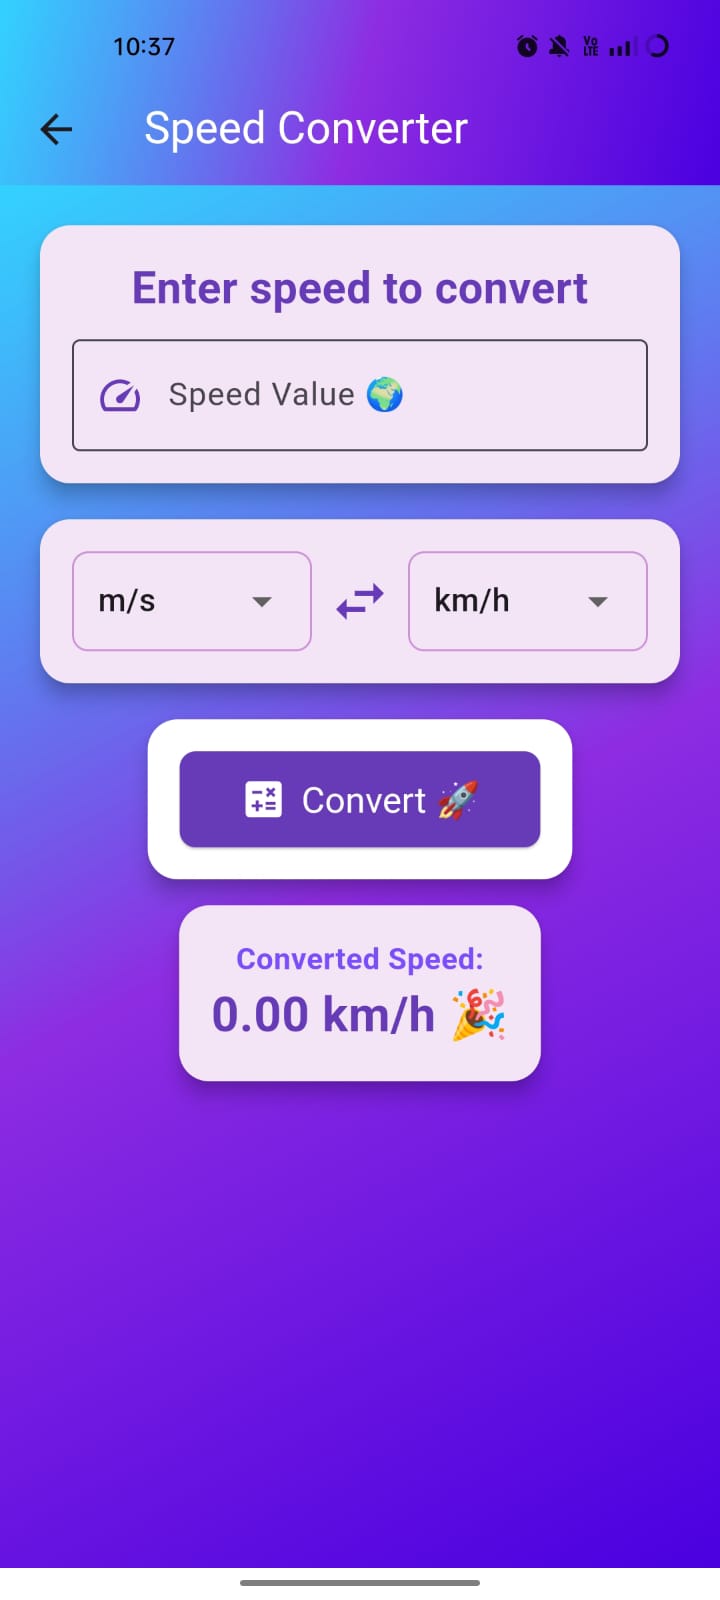 10:37
Vo LTE
Speed Converter
Enter speed to convert
Speed Value 🌍
m/s
km/h
Convert 🚀
Converted Speed:
0.00 km/h 🎉